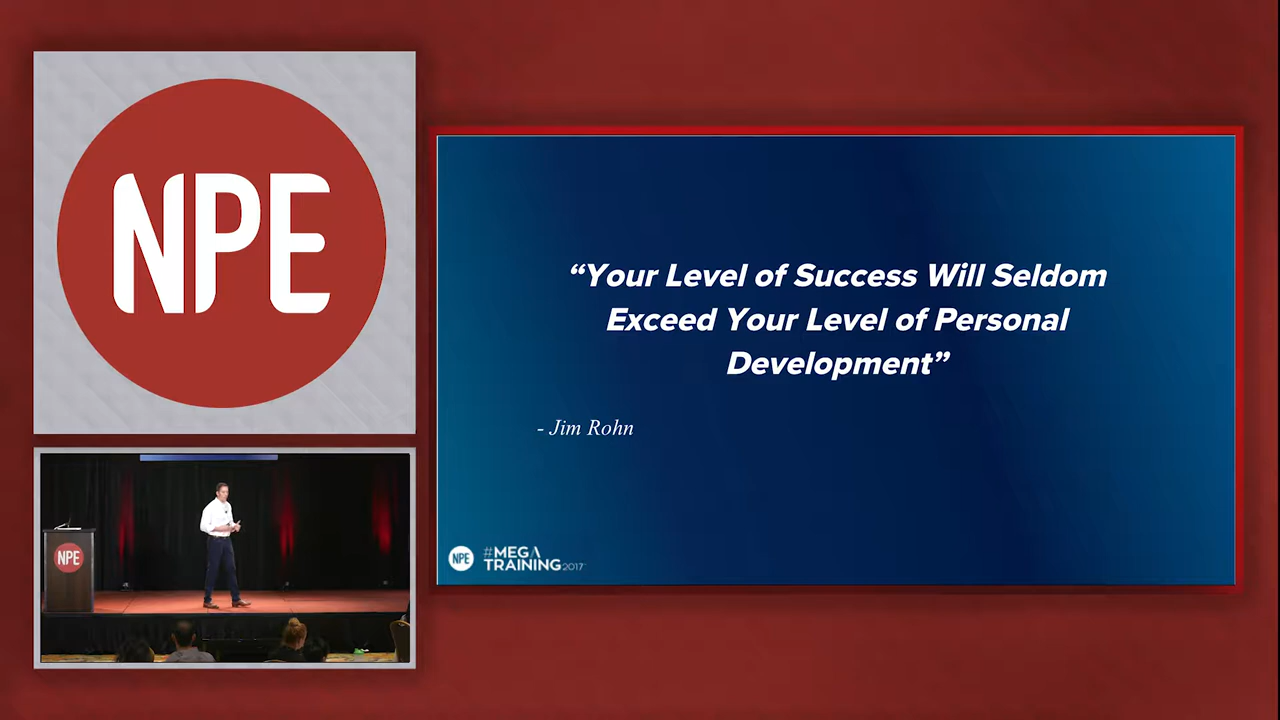 NPE
NPE
“Your Level of Success Will Seldom
Exceed Your Level of Personal
Development”
- Jim Rohn
NPE
#MEGA
TRAINING2017